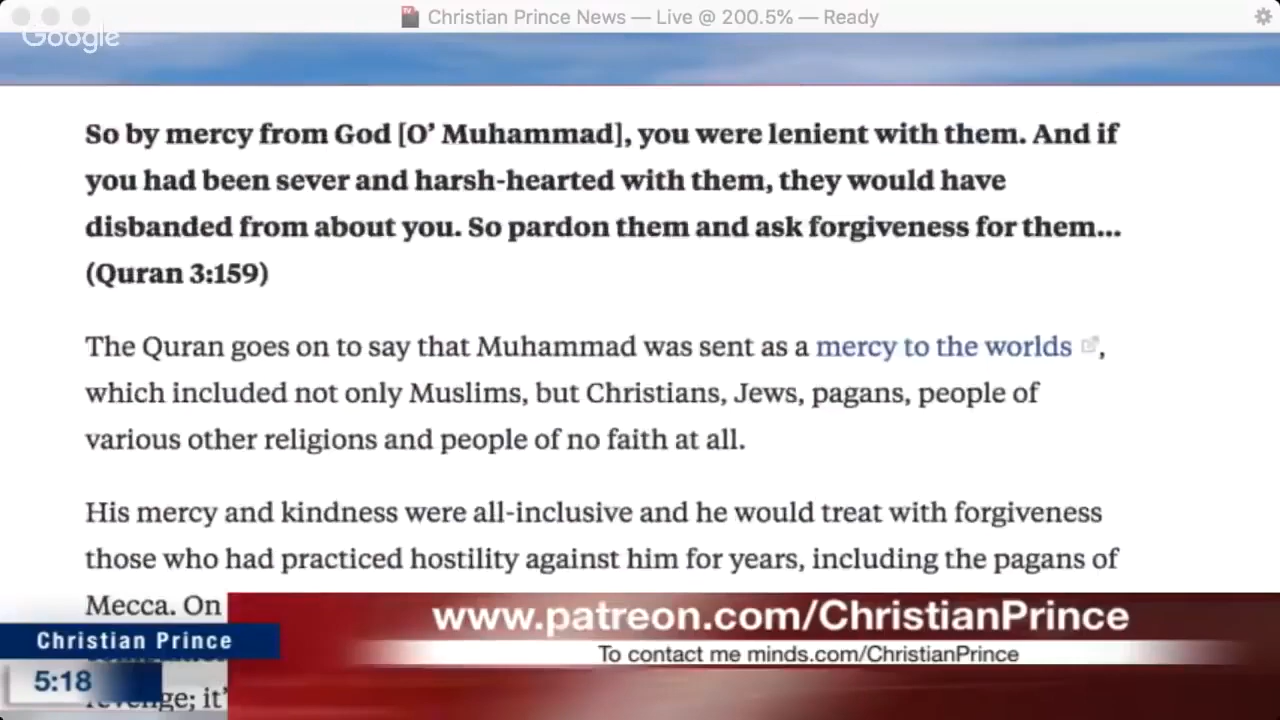 Christian Prince News — Live @ 200.5% — Ready
Google
So by mercy from God [O’ Muhammad], you were lenient with them. And if
you had been sever and harsh-hearted with them, they would have
disbanded from about you. So pardon them and ask forgiveness for them...
(Quran 3:159)
The Quran goes on to say that Muhammad was sent as a mercy to the worlds,
which included not only Muslims, but Christians, Jews, pagans, people of
various other religions and people of no faith at all.
His mercy and kindness were all-inclusive and he would treat with forgiveness
those who had practiced hostility against him for years, including the pagans of
Mecca. On
www.patreon.com/ChristianPrince
Christian Prince
To contact me minds.com/ChristianPrince
5:18
it’